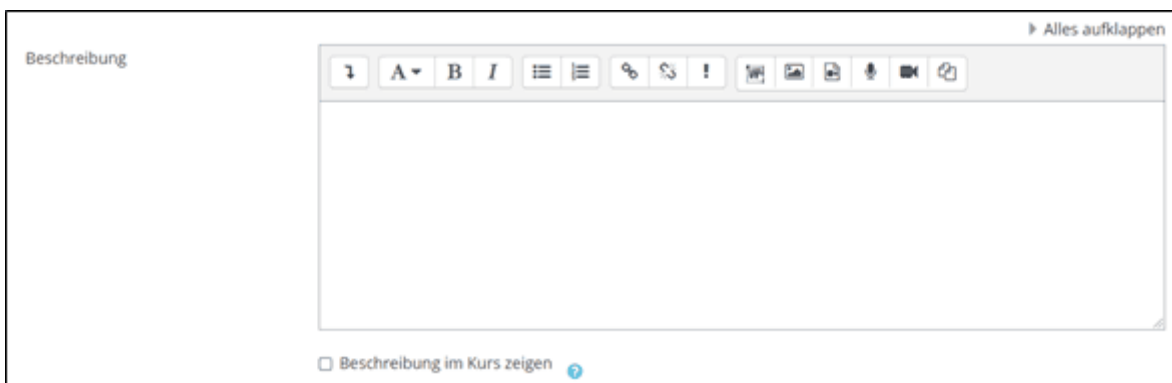 Alles aufklappen
Beschreibung
A B I
Beschreibung im Kurs zeigen